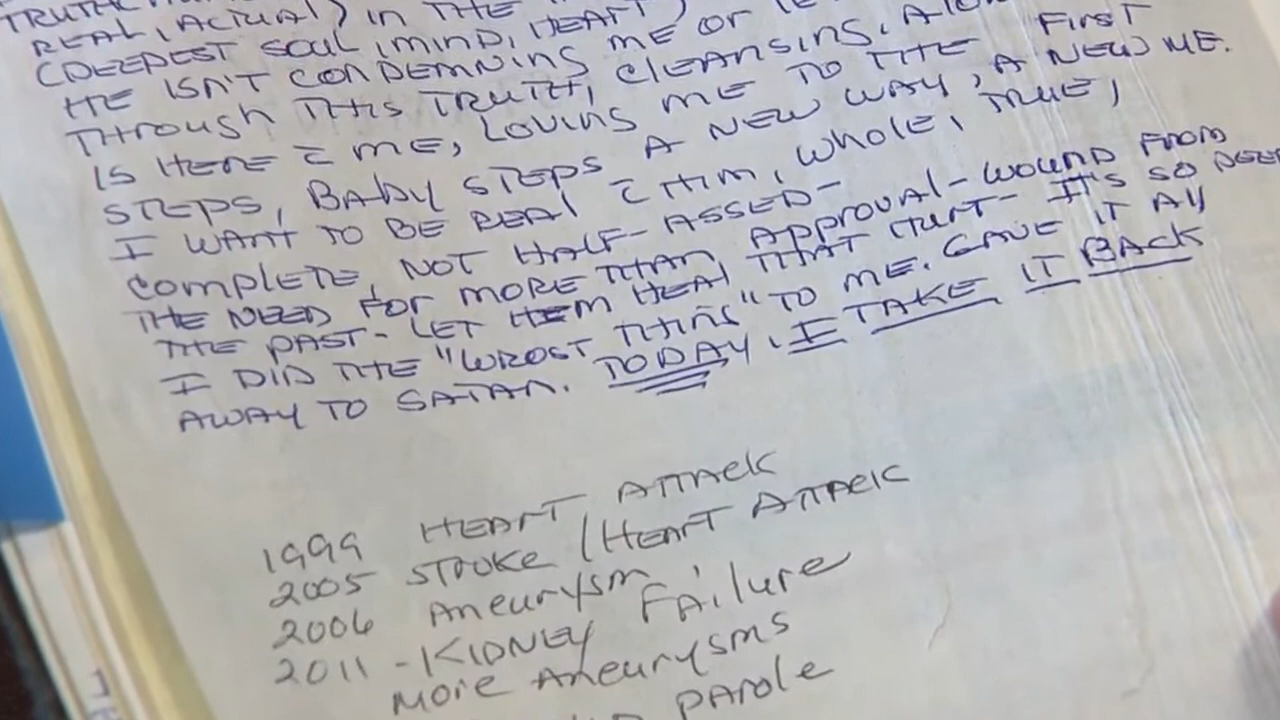 TRUTH
REAL, ACTUAL) IN THE
(DEEPEST SOUL, MIND, HEART)
HE ISN'T CONDEMNING ME OR
THROUGH THIS TRUTH, CLEANSING,
IS HERE C̄ ME, LOVING ME TO THE FIRST
STEPS, BABY STEPS A NEW WAY, A NEW ME.
I WANT TO BE REAL C̄ HIM, WHOLE, TRUE,
COMPLETE, NOT HALF-ASSED-
THE NEED FOR MORE THAN APPROVAL-WOUND FROM
THE PAST- LET HIM HEAL THAT HURT- IT'S SO DEEP
I DID THE "WROST THING" TO ME. GAVE IT All
AWAY TO SATAN. TODAY, I TAKE IT BACK
1999 HEART ATTACK
2005 STROKE / HEART ATTACK
2006 Aneurysm
2011 - KIDNEY FAilure
More Aneurysms
PArole